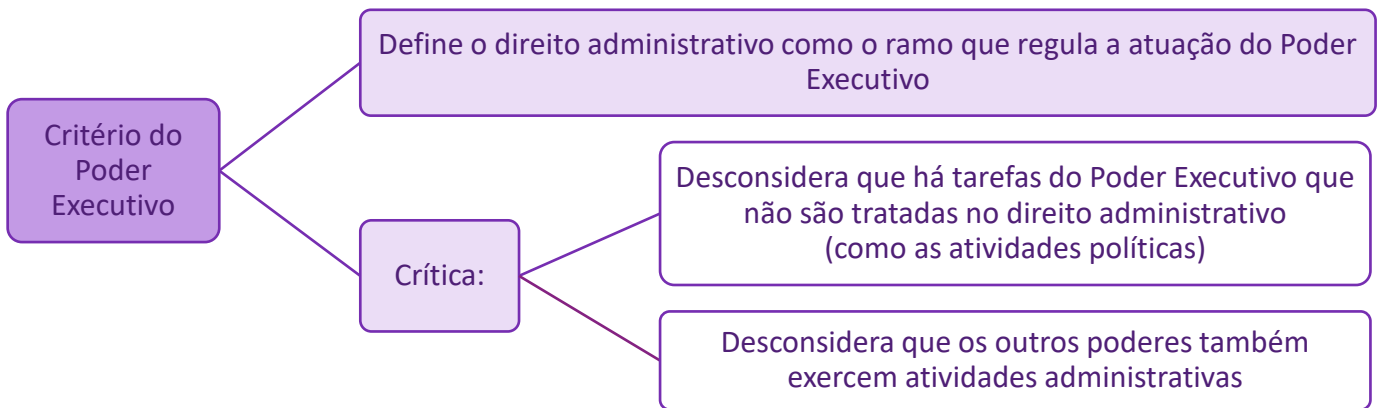 Define o direito administrativo como o ramo que regula a atuação do Poder
Executivo
Critério do
Poder
Executivo
Crítica:
Desconsidera que há tarefas do Poder Executivo que
não são tratadas no direito administrativo
(como as atividades políticas)
Desconsidera que os outros poderes também
exercem atividades administrativas